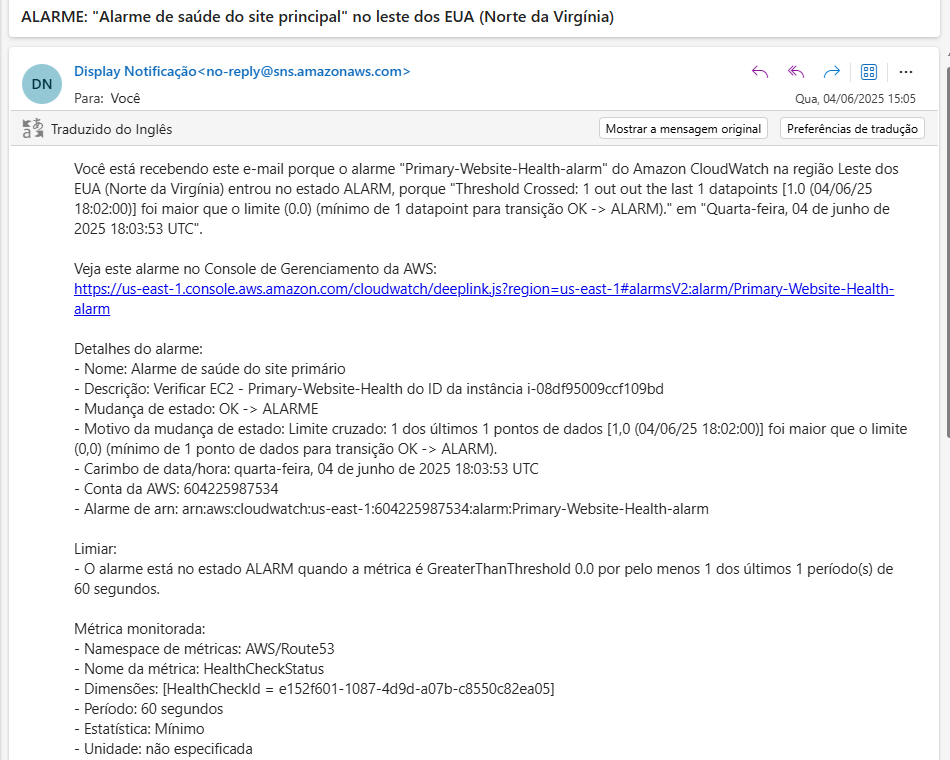 ALARME: "Alarme de saúde do site principal" no leste dos EUA (Norte da Virgínia)
DN
Display Notificação<no-reply@sns.amazonaws.com>
Para: Você
Qua, 04/06/2025 15:05
Traduzido do Inglês
Mostrar a mensagem original
Preferências de tradução
Você está recebendo este e-mail porque o alarme "Primary-Website-Health-alarm" do Amazon CloudWatch na região Leste dos
EUA (Norte da Virgínia) entrou no estado ALARM, porque "Threshold Crossed: 1 out out the last 1 datapoints [1.0 (04/06/25
18:02:00)] foi maior que o limite (0.0) (mínimo de 1 datapoint para transição OK -> ALARM)." em "Quarta-feira, 04 de junho de
2025 18:03:53 UTC".
Veja este alarme no Console de Gerenciamento da AWS:
https://us-east-1.console.aws.amazon.com/cloudwatch/deeplink.js?region=us-east-1#alarmsV2:alarm/Primary-Website-Health-
alarm
Detalhes do alarme:
- Nome: Alarme de saúde do site primário
- Descrição: Verificar EC2 - Primary-Website-Health do ID da instância i-08df95009ccf109bd
- Mudança de estado: OK -> ALARME
- Motivo da mudança de estado: Limite cruzado: 1 dos últimos 1 pontos de dados [1,0 (04/06/25 18:02:00)] foi maior que o limite
(0,0) (mínimo de 1 ponto de dados para transição OK -> ALARM).
- Carimbo de data/hora: quarta-feira, 04 de junho de 2025 18:03:53 UTC
- Conta da AWS: 604225987534
- Alarme de arn: arn:aws:cloudwatch:us-east-1:604225987534:alarm:Primary-Website-Health-alarm
Limiar:
- O alarme está no estado ALARM quando a métrica é GreaterThanThreshold 0.0 por pelo menos 1 dos últimos 1 período(s) de
60 segundos.
Métrica monitorada:
- Namespace de métricas: AWS/Route53
- Nome da métrica: HealthCheckStatus
- Dimensões: [HealthCheckId = e152f601-1087-4d9d-a07b-c8550c82ea05]
- Período: 60 segundos
- Estatística: Mínimo
- Unidade: não especificada